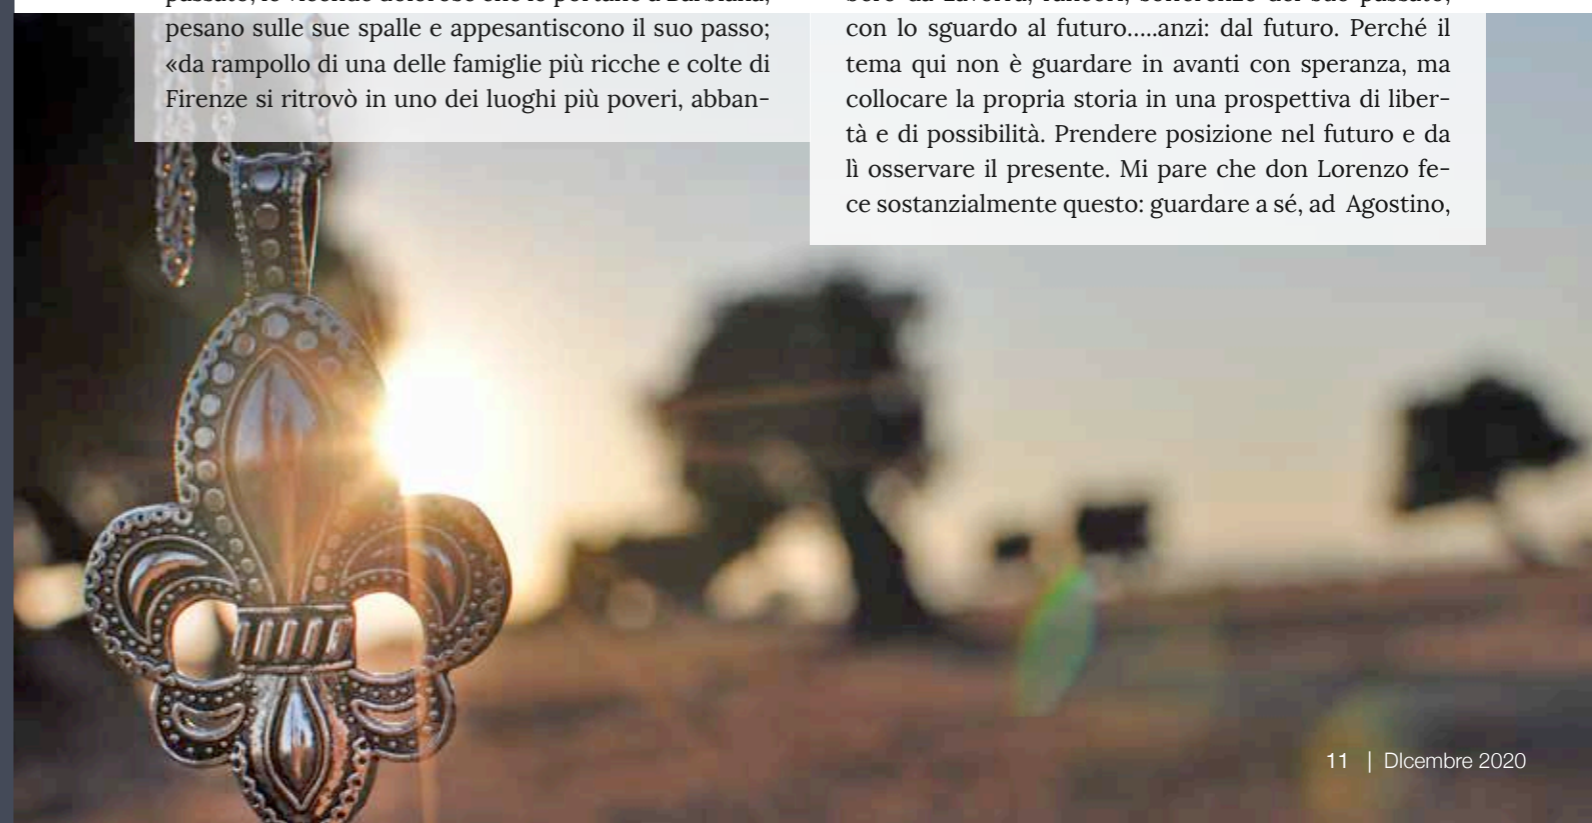 pesano sulle sue spalle e appesantiscono il suo passo;
«da rampollo di una delle famiglie più ricche e colte di
Firenze si ritrovò in uno dei luoghi più poveri, abban-
con lo sguardo al futuro.....anzi: dal futuro. Perché il
tema qui non è guardare in avanti con speranza, ma
collocare la propria storia in una prospettiva di liber-
tà e di possibilità. Prendere posizione nel futuro e da
lì osservare il presente. Mi pare che don Lorenzo fe-
ce sostanzialmente questo: guardare a sé, ad Agostino,
11 | DIcembre 2020